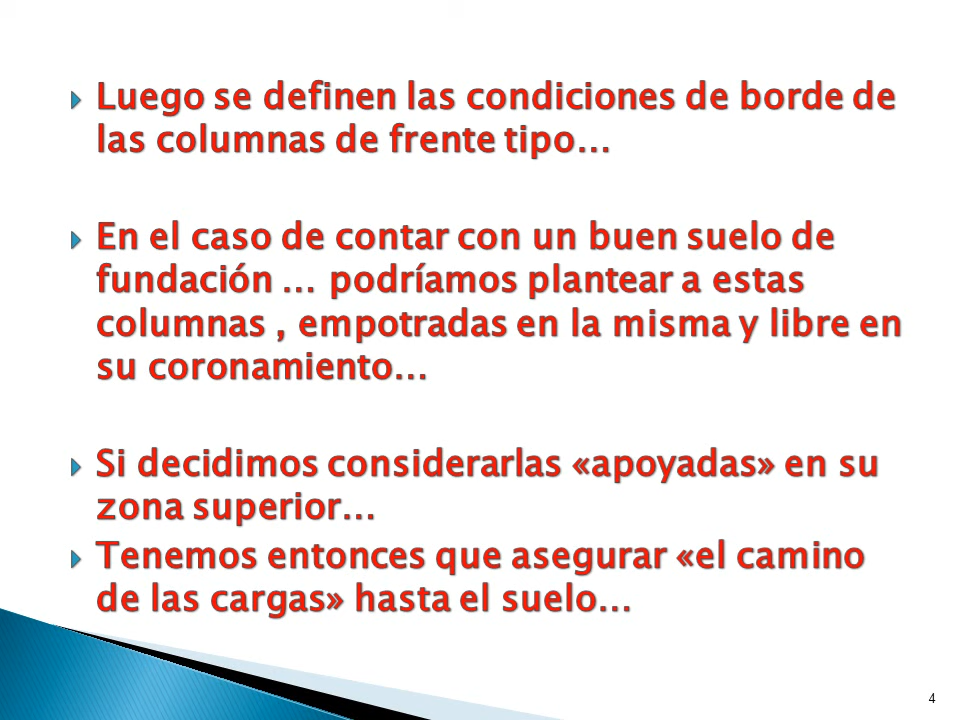 Luego se definen las condiciones de borde de
las columnas de frente tipo...
En el caso de contar con un buen suelo de
fundación ... podríamos plantear a estas
columnas , empotradas en la misma y libre en
su coronamiento...
Si decidimos considerarlas «apoyadas» en su
zona superior...
Tenemos entonces que asegurar «el camino
de las cargas» hasta el suelo...
4